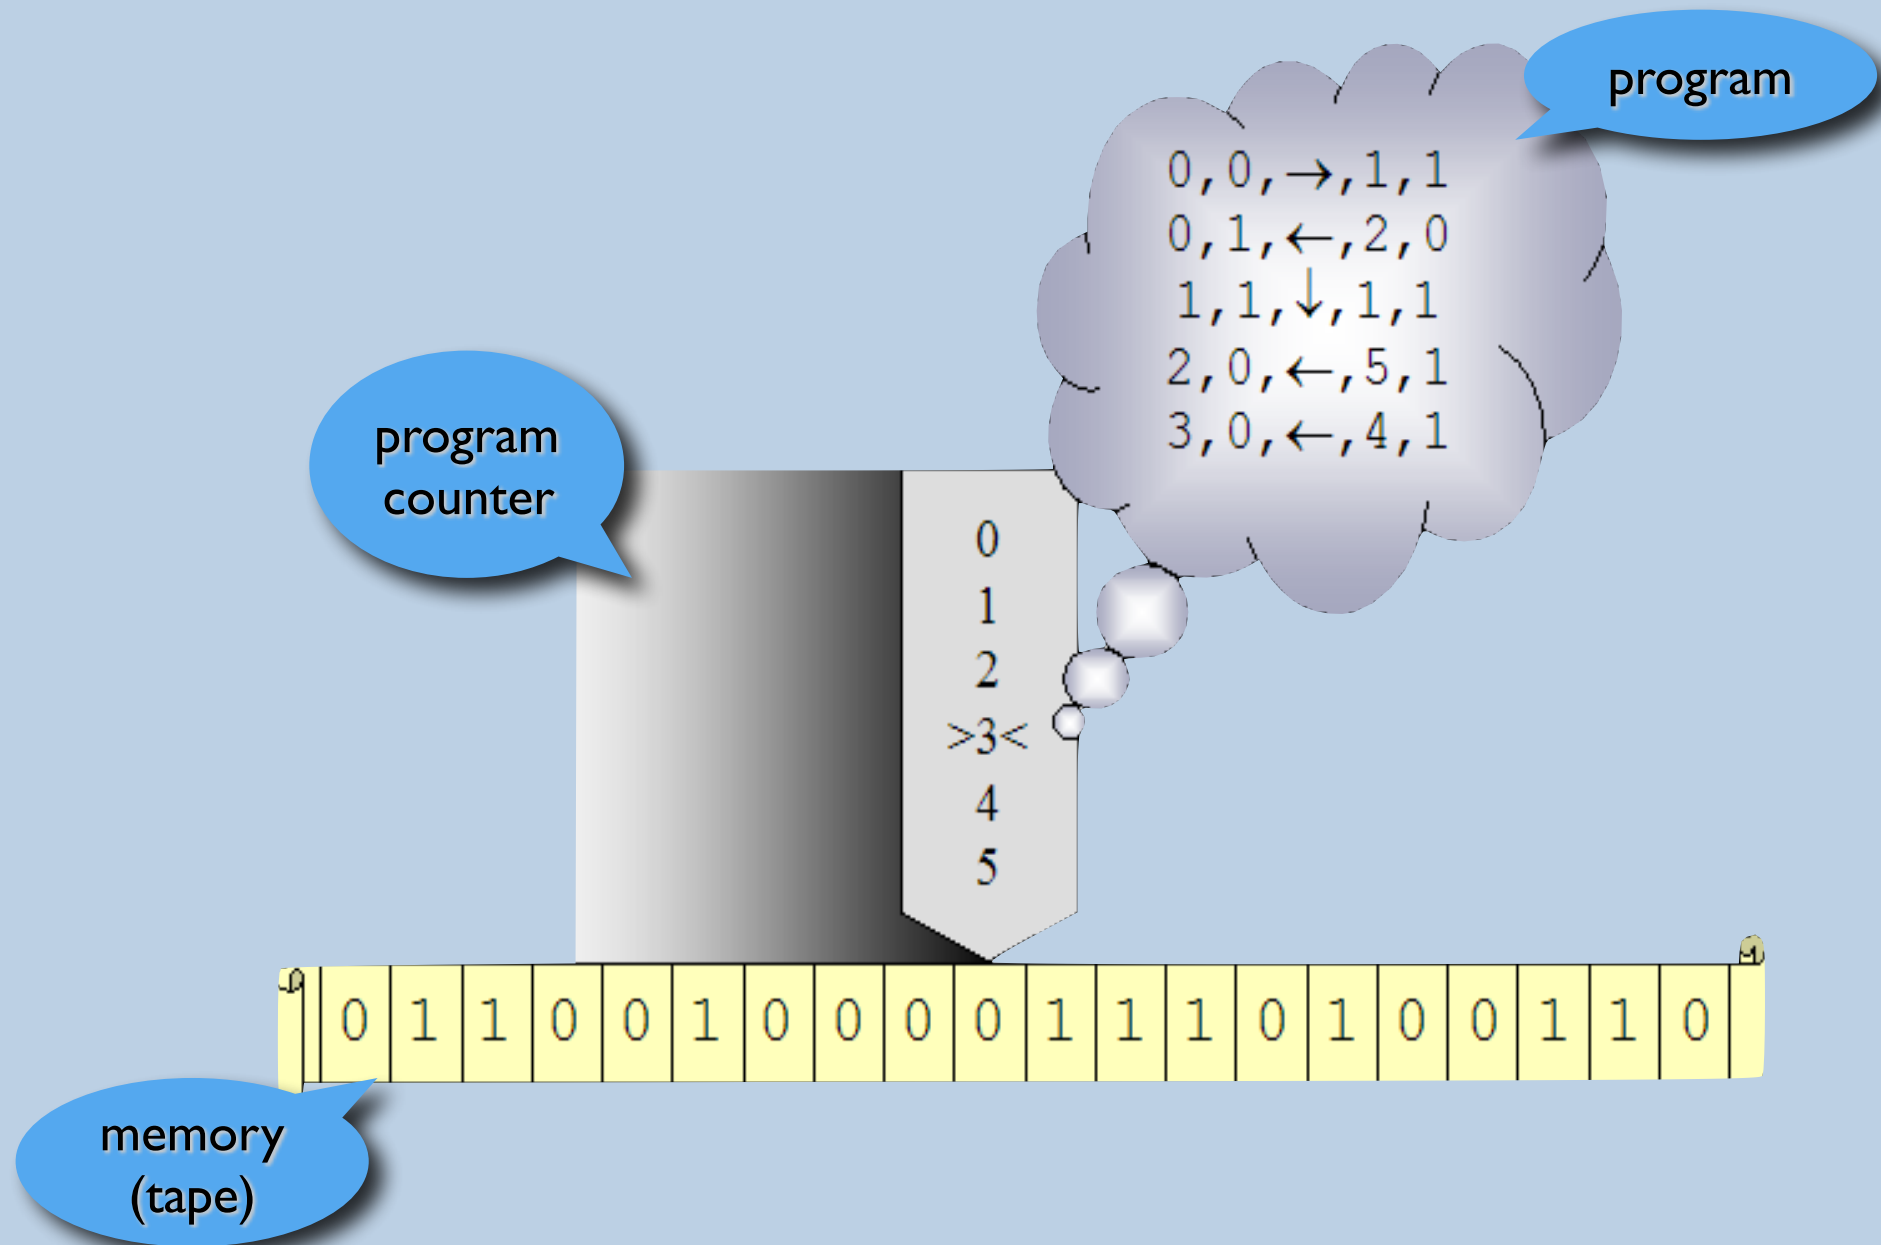 program
0,0,→,1,1
0,1,←,2,0
1,1,↓,1,1
2,0,←,5,1
3,0,←,4,1
program
counter
0
1
2
>3<
4
5
0 1 1 0 0 1 0 0 0 0 1 1 1 0 1 0 0 1 1 0
memory
(tape)